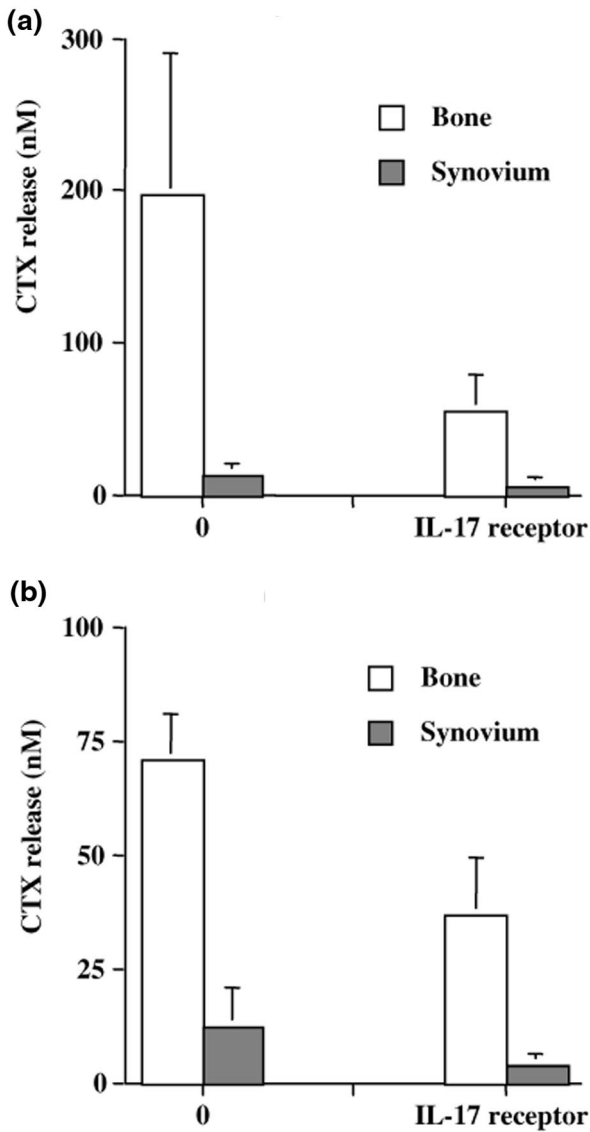 (a)
300
200
100
0
CTX release (nM)
Bone
Synovium
0 IL-17 receptor
(b)
100
75
50
25
0
CTX release (nM)
Bone
Synovium
0 IL-17 receptor